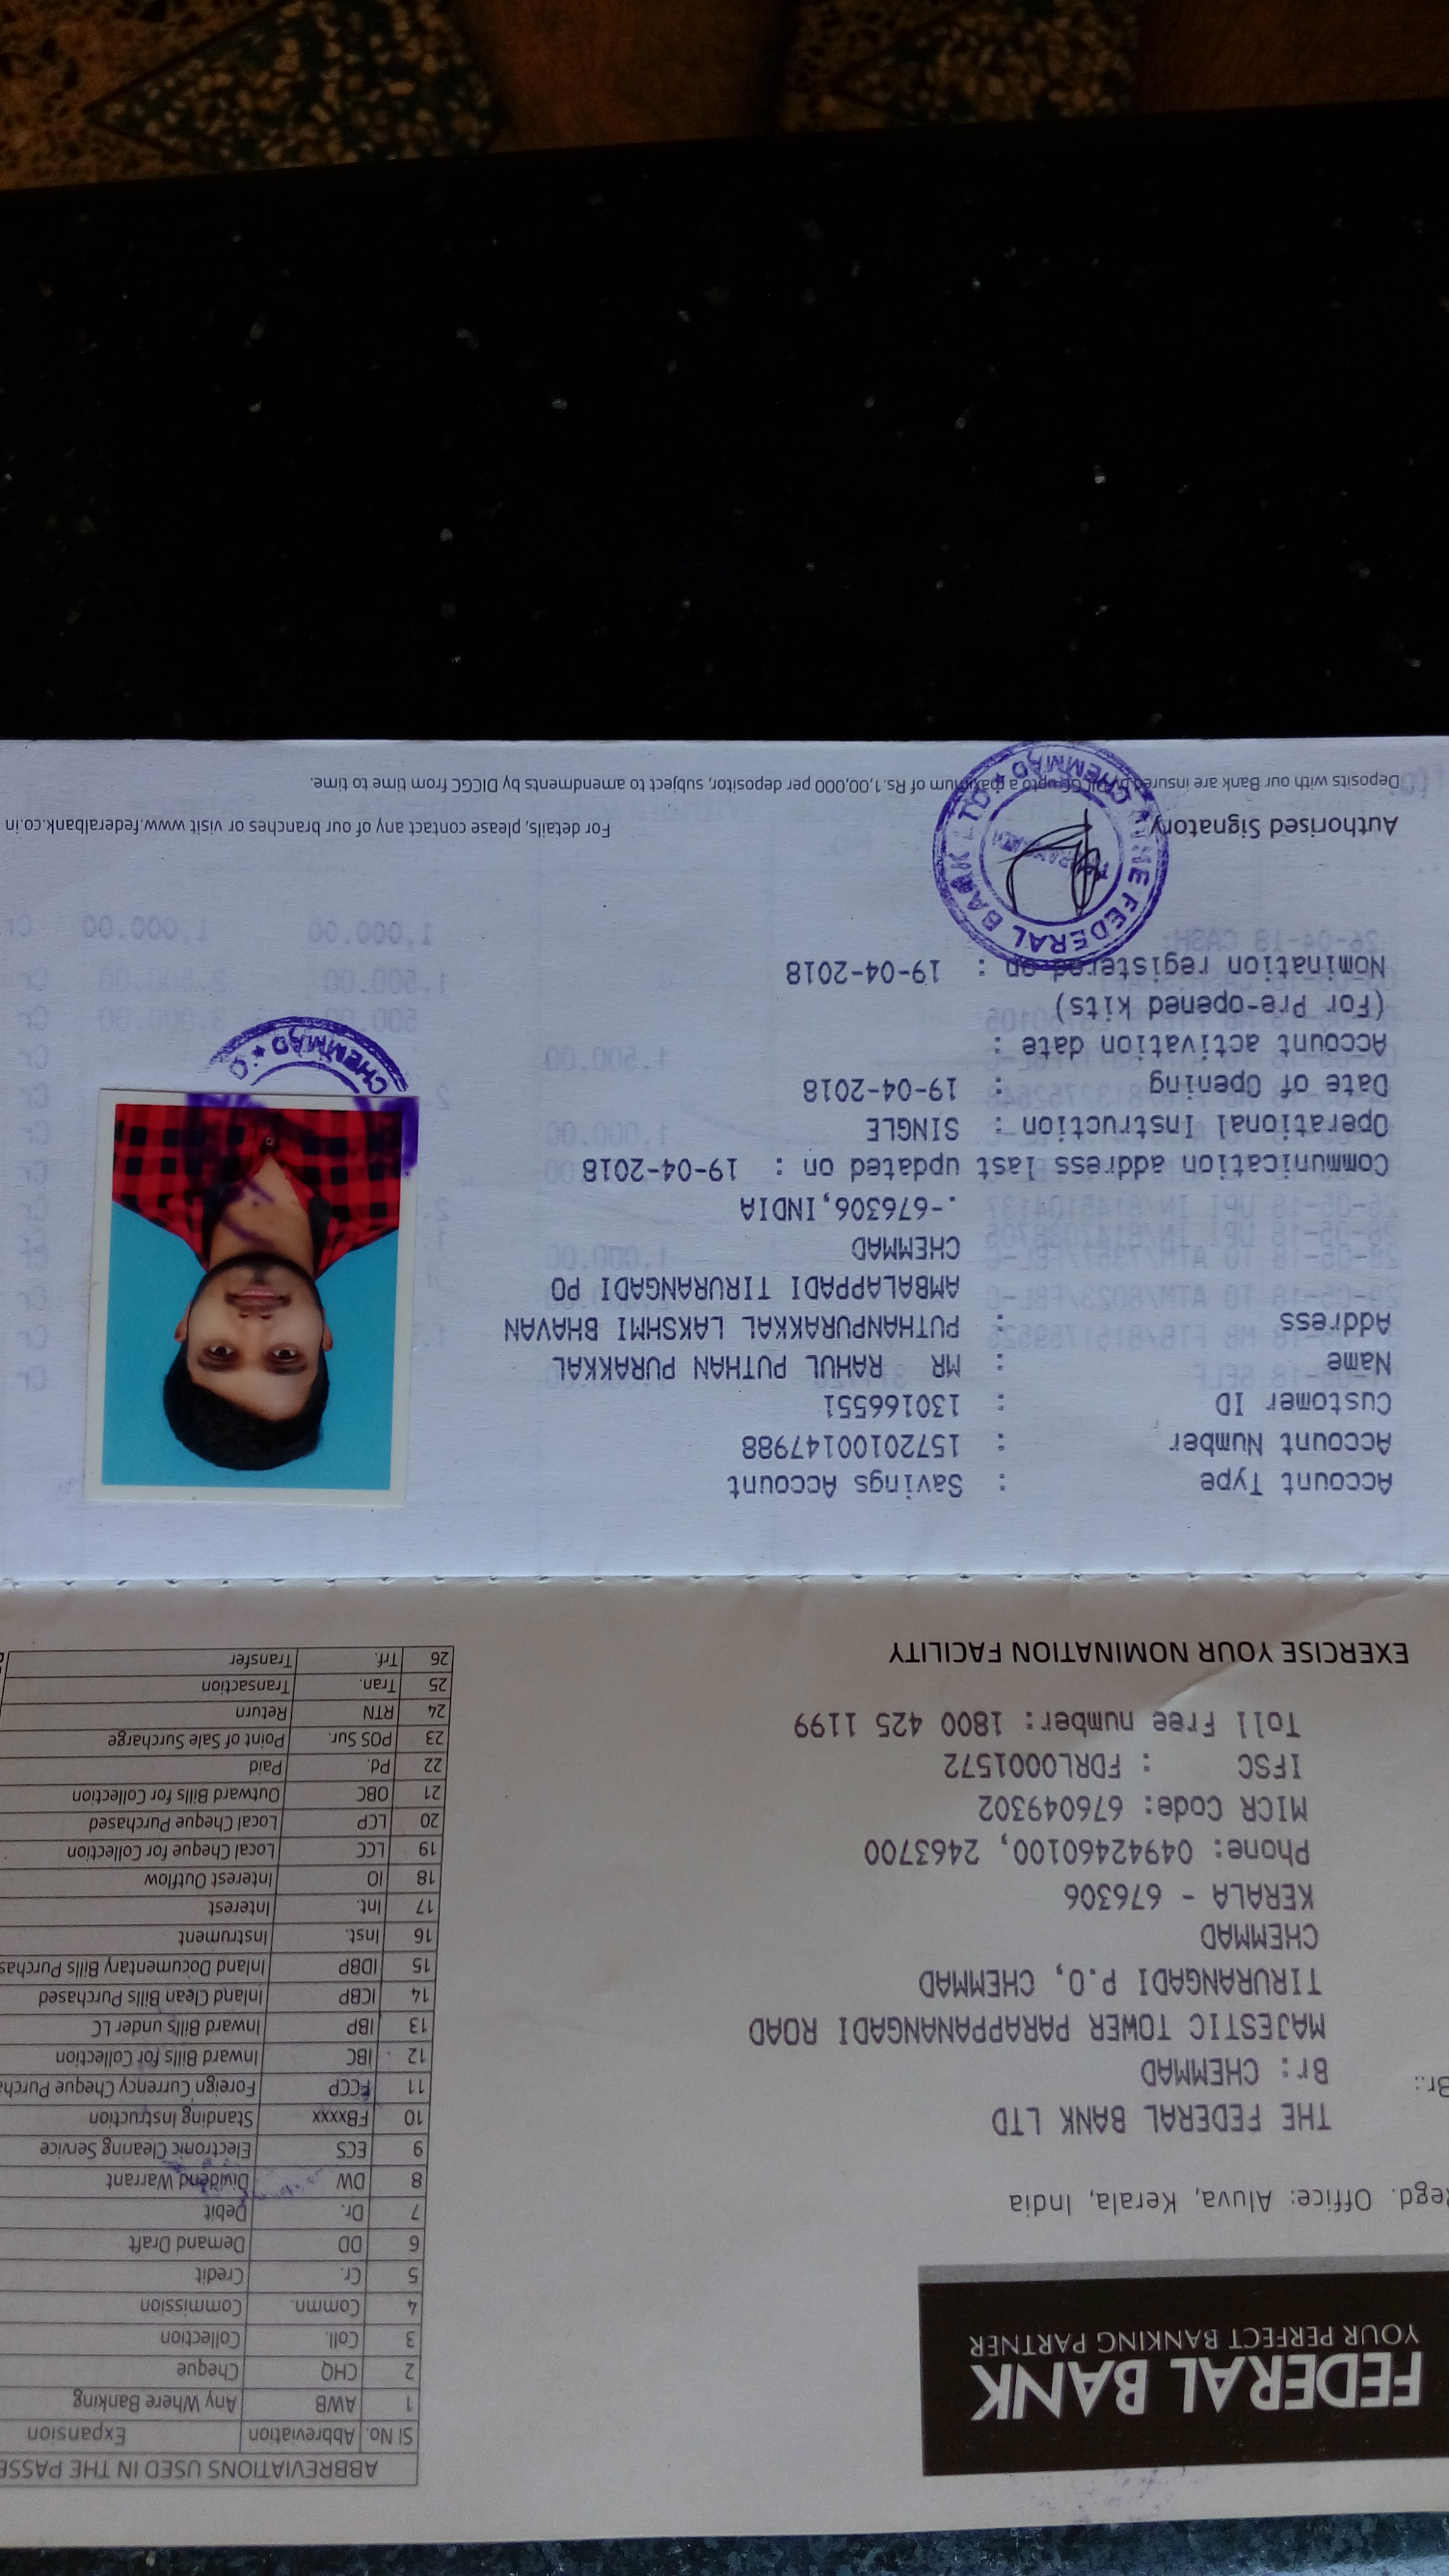 FEDERAL BANK
YOUR PERFECT BANKING PARTNER
Regd. Office: Aluva, Kerala, India
Br.:
THE FEDERAL BANK LTD
Br: CHEMMAD
MAJESTIC TOWER PARAPPANANGADI ROAD
TIRURANGADI P.O, CHEMMAD
CHEMMAD
KERALA - 676306
Phone: 04942460100, 2463700
MICR Code: 676049302
IFSC : FDRL0001572
Toll Free number: 1800 425 1199
EXERCISE YOUR NOMINATION FACILITY
ABBREVIATIONS USED IN THE PASSB
Sl No. Abbreviation Expansion
1 AWB Any Where Banking
2 CHQ Cheque
3 Coll. Collection
4 Commn. Commission
5 Cr. Credit
6 DD Demand Draft
7 Dr. Debit
8 DW Dividend Warrant
9 ECS Electronic Clearing Service
10 FBxxxx Standing Instruction
11 FCCP Foreign Currency Cheque Purcha
12 IBC Inward Bills for Collection
13 IBP Inward Bills under LC
14 ICBP Inland Clean Bills Purchased
15 IDBP Inland Documentary Bills Purchas
16 Inst. Instrument
17 Int. Interest
18 IO Interest Outflow
19 LCC Local Cheque for Collection
20 LCP Local Cheque Purchased
21 OBC Outward Bills for Collection
22 Pd. Paid
23 POS Sur. Point of Sale Surcharge
24 RTN Return
25 Tran. Transaction
26 Trf. Transfer
Account Type : Savings Account
Account Number : 15720100147988
Customer ID : 130166551
Name : MR RAHUL PUTHAN PURAKKAL
Address : PUTHANPURAKKAL LAKSHMI BHAVAN
AMBALAPPADI TIRURANGADI PO
CHEMMAD
.-676306,INDIA
Communication address last updated on : 19-04-2018
Operational Instruction : SINGLE
Date of Opening : 19-04-2018
Account activation date :
(For Pre-opened kits)
Nomination registered on : 19-04-2018
CHEMMAD
THE FEDERAL BANK LTD
CHEMMAD
Authorised Signatory
For details, please contact any of our branches or visit www.federalbank.co.in
Deposits with our Bank are insured by DICGC upto a maximum of Rs.1,00,000 per depositor, subject to amendments by DICGC from time to time.